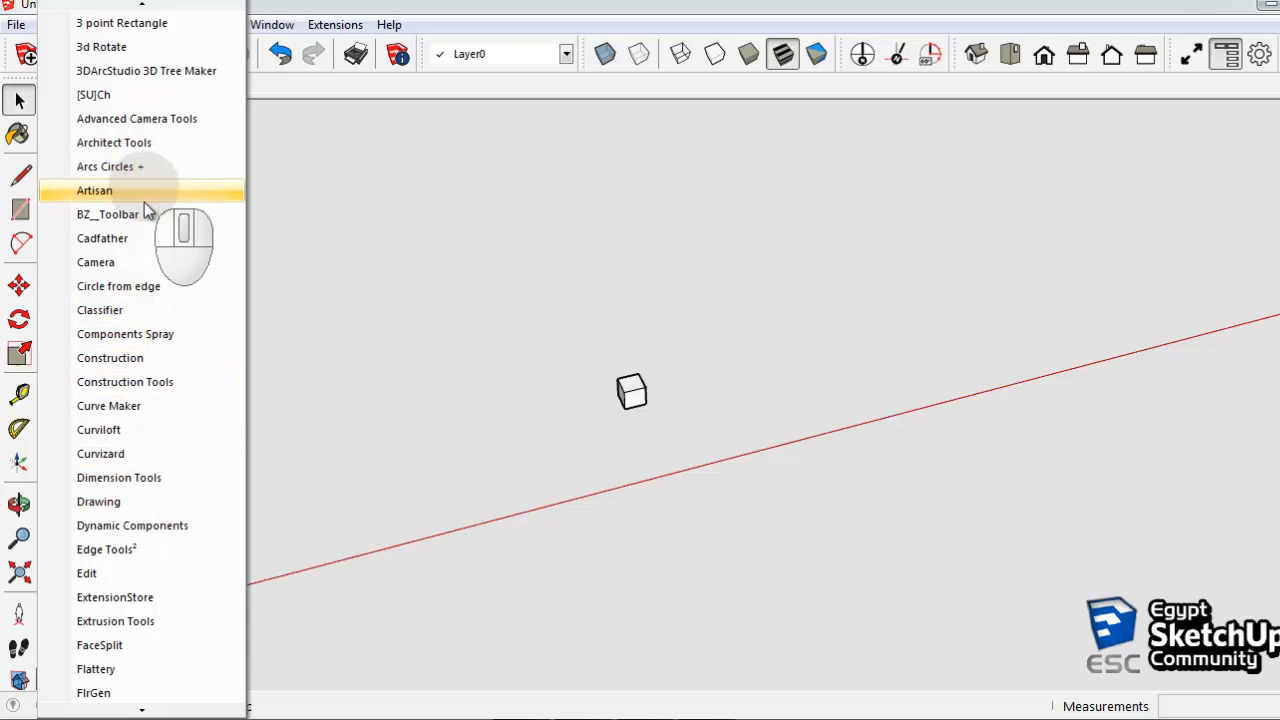 Un
File
Window
Extensions
Help
Layer0
3 point Rectangle
3d Rotate
3DArcStudio 3D Tree Maker
[SU]Ch
Advanced Camera Tools
Architect Tools
Arcs Circles +
Artisan
BZ__Toolbar
Cadfather
Camera
Circle from edge
Classifier
Components Spray
Construction
Construction Tools
Curve Maker
Curviloft
Curvizard
Dimension Tools
Drawing
Dynamic Components
Edge Tools²
Edit
ExtensionStore
Extrusion Tools
FaceSplit
Flattery
FlrGen
Egypt
SketchUp
Community
ESC
Measurements